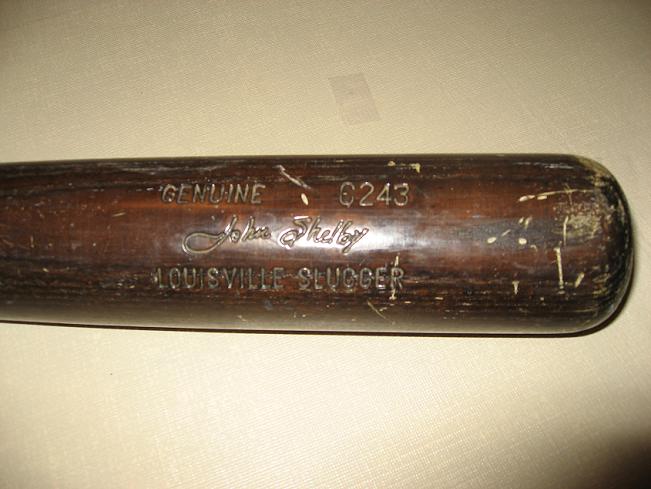 GENUINE C243
John Shelby
LOUISVILLE SLUGGER